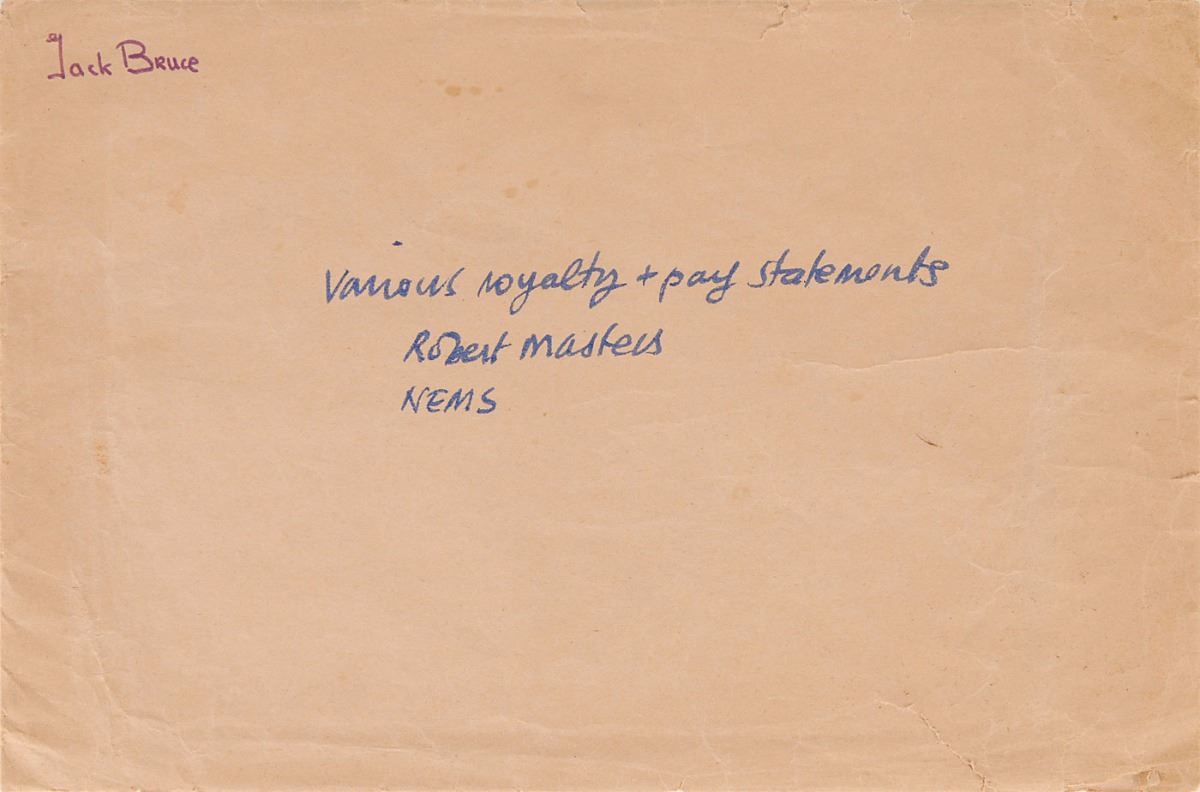 Jack Bruce
Various royalty + pay statements
Robert Masters
NEMS